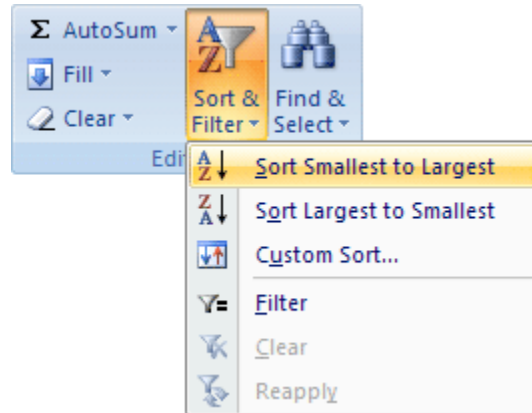 Σ AutoSum
Fill
Clear
Sort & Filter
Find & Select
Sort Smallest to Largest
Sort Largest to Smallest
Custom Sort...
Filter
Clear
Reapply